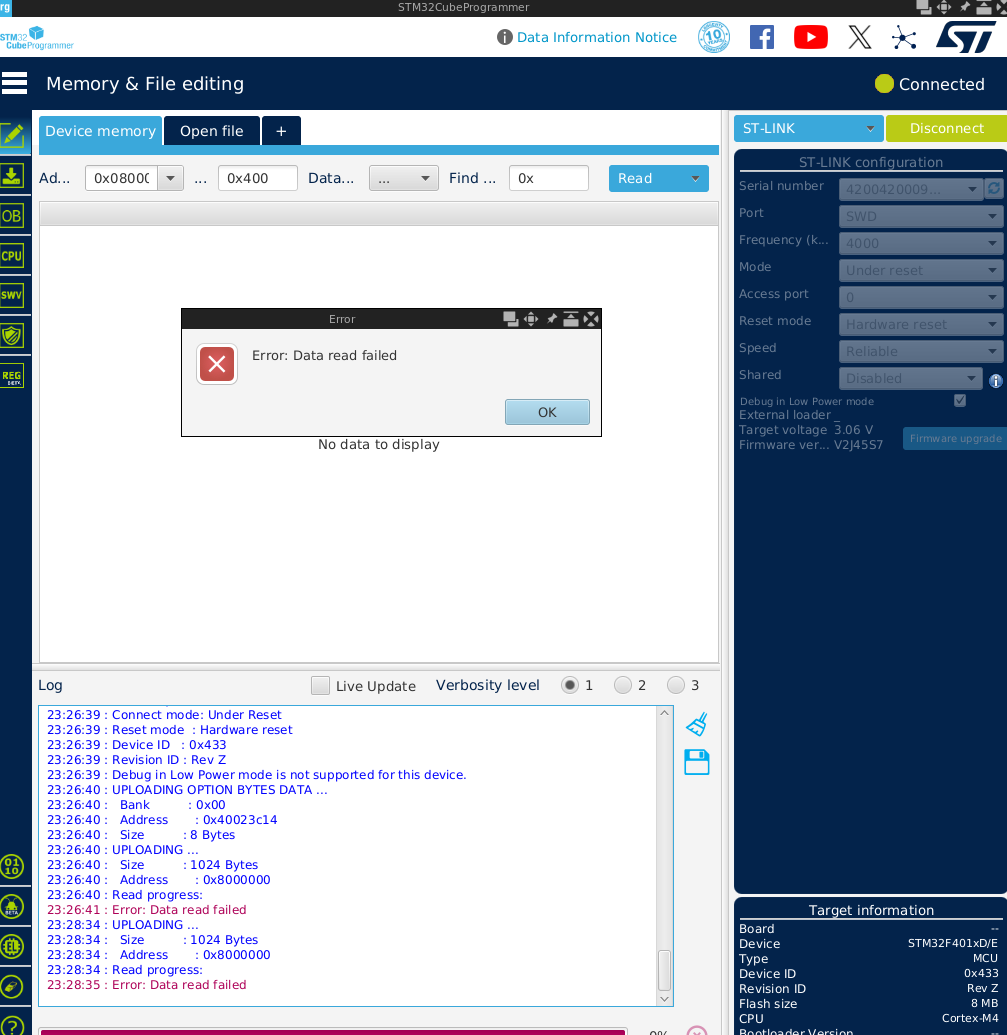 rg
STM32CubeProgrammer
STM32
CubeProgrammer
i Data Information Notice
10 YEARS
Memory & File editing
Connected
Device memory
Open file
+
Ad... 0x0800( ... 0x400 Data... ... Find ... 0x Read
Error
Error: Data read failed
OK
No data to display
OB
CPU
SWV
REG
BETA
Log
Live Update
Verbosity level 1 2 3
23:26:39 : Connect mode: Under Reset
23:26:39 : Reset mode : Hardware reset
23:26:39 : Device ID : 0x433
23:26:39 : Revision ID : Rev Z
23:26:39 : Debug in Low Power mode is not supported for this device.
23:26:40 : UPLOADING OPTION BYTES DATA ...
23:26:40 : Bank : 0x00
23:26:40 : Address : 0x40023c14
23:26:40 : Size : 8 Bytes
23:26:40 : UPLOADING ...
23:26:40 : Size : 1024 Bytes
23:26:40 : Address : 0x8000000
23:26:40 : Read progress:
23:26:41 : Error: Data read failed
23:28:34 : UPLOADING ...
23:28:34 : Size : 1024 Bytes
23:28:34 : Address : 0x8000000
23:28:34 : Read progress:
23:28:35 : Error: Data read failed
0%
ST-LINK
Disconnect
ST-LINK configuration
Serial number 4200420009...
Port SWD
Frequency (k... 4000
Mode Under reset
Access port 0
Reset mode Hardware reset
Speed Reliable
Shared Disabled
Debug in Low Power mode
External loader _
Target voltage 3.06 V
Firmware ver... V2J45S7
Firmware upgrade
Target information
Board --
Device STM32F401xD/E
Type MCU
Device ID 0x433
Revision ID Rev Z
Flash size 8 MB
CPU Cortex-M4
Bootloader Version --